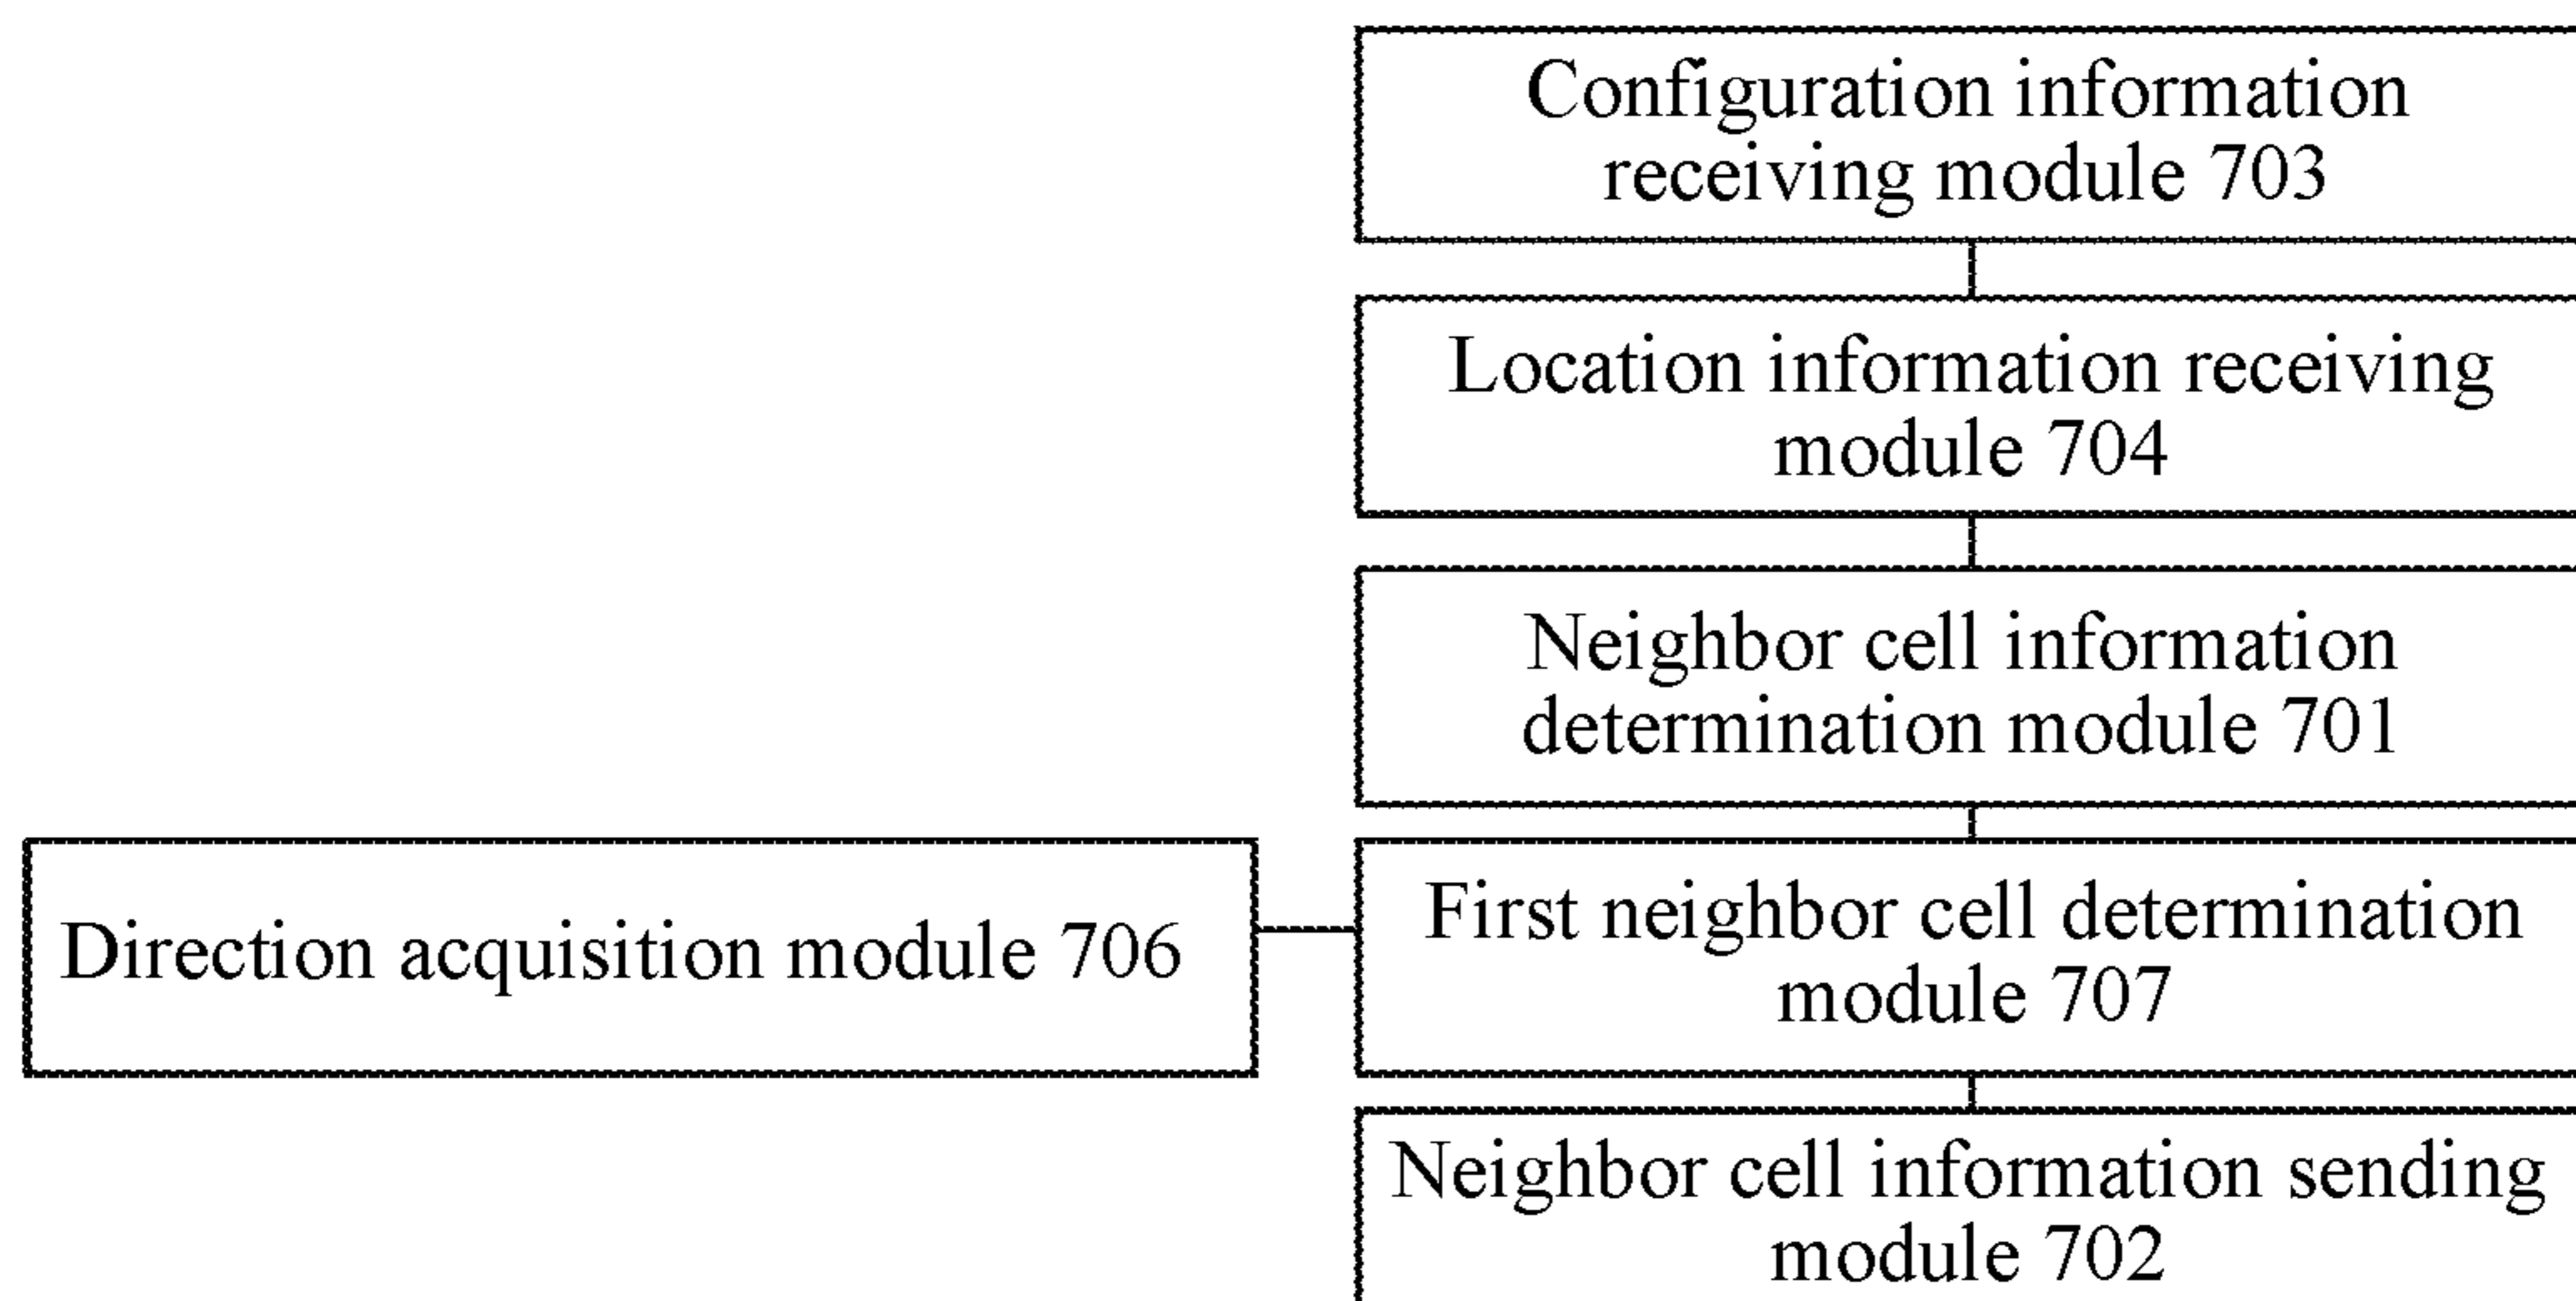 Configuration information
receiving module 703
Location information receiving
module 704
Neighbor cell information
determination module 701
Direction acquisition module 706
First neighbor cell determination
module 707
Neighbor cell information sending
module 702